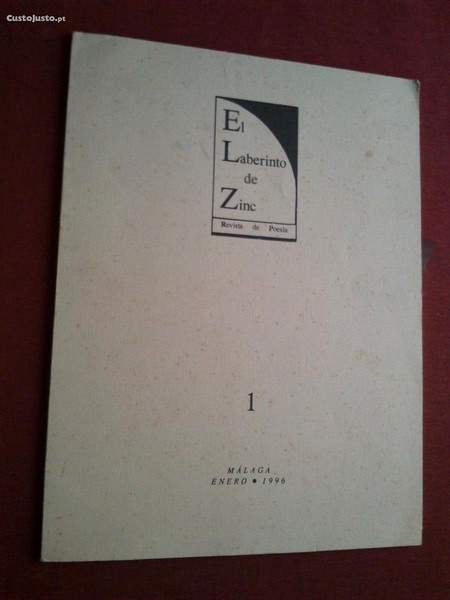 CustoJusto.pt
El
Laberinto
de
Zinc
Revista de Poesía
1
MÁLAGA
ENERO ● 1996